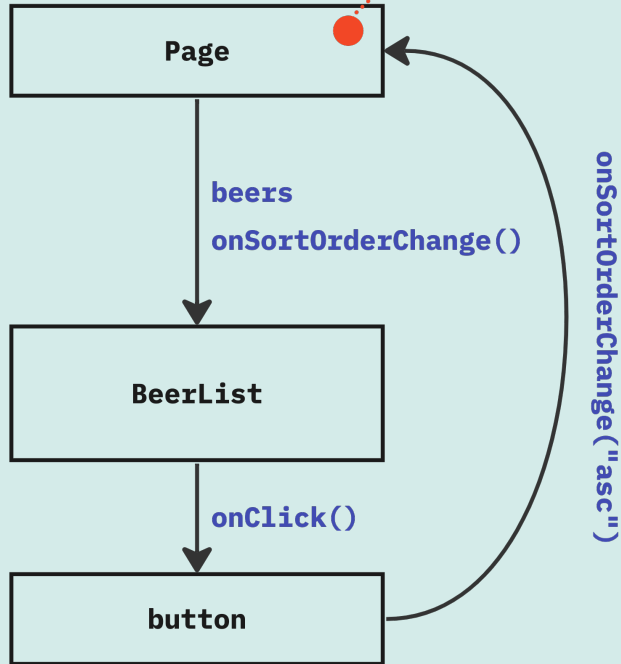 Page
beers
onSortOrderChange()
onSortOrderChange("asc")
BeerList
onClick()
button